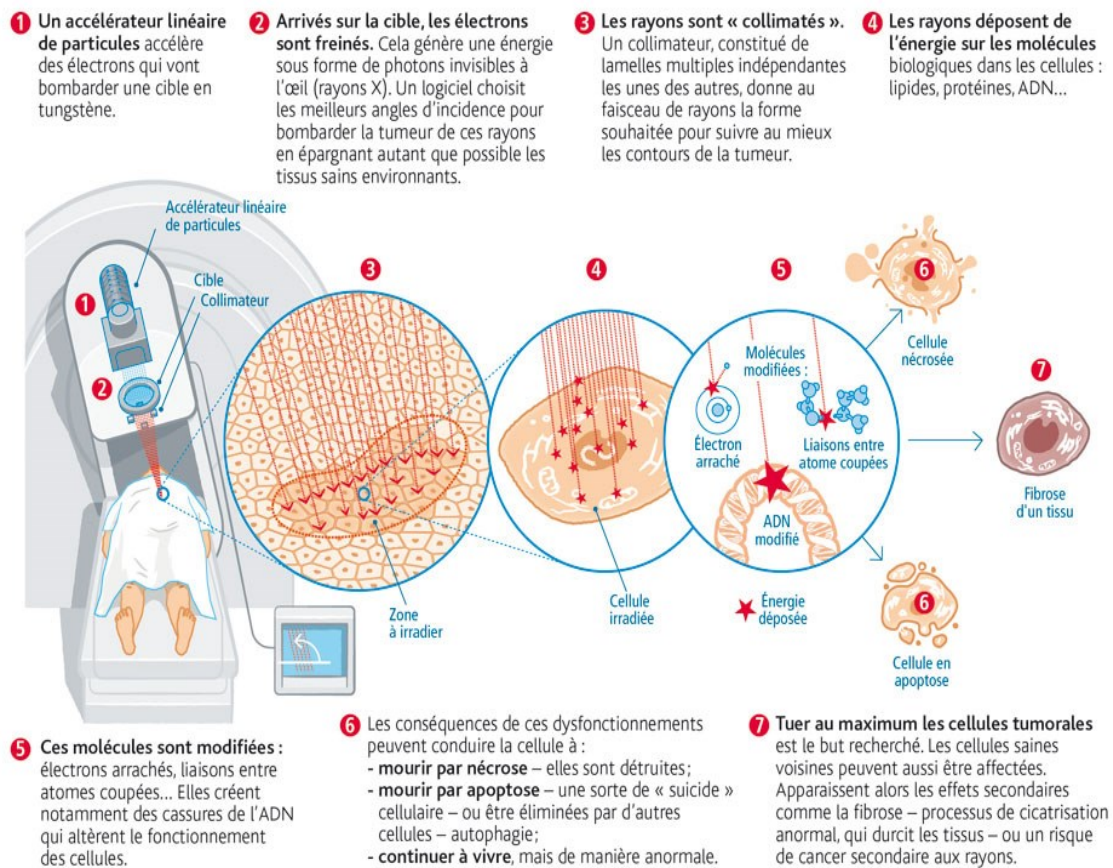 1 Un accélérateur linéaire
de particules accélère
des électrons qui vont
bombarder une cible en
tungstène.
2 Arrivés sur la cible, les électrons
sont freinés. Cela génère une énergie
sous forme de photons invisibles à
l'œil (rayons X). Un logiciel choisit
les meilleurs angles d'incidence pour
bombarder la tumeur de ces rayons
en épargnant autant que possible les
tissus sains environnants.
3 Les rayons sont « collimatés ».
Un collimateur, constitué de
lamelles multiples indépendantes
les unes des autres, donne au
faisceau de rayons la forme
souhaitée pour suivre au mieux
les contours de la tumeur.
4 Les rayons déposent de
l'énergie sur les molécules
biologiques dans les cellules :
lipides, protéines, ADN...
Accélérateur linéaire
de particules
Cible
Collimateur
1
2
3
Zone
à irradier
4
Cellule
irradiée
5
Molécules
modifiées :
Électron
arraché
Liaisons entre
atome coupées
ADN
modifié
Énergie
déposée
6
Cellule
nécrosée
7
Fibrose
d'un tissu
6
Cellule en
apoptose
5 Ces molécules sont modifiées :
électrons arrachés, liaisons entre
atomes coupées... Elles créent
notamment des cassures de l'ADN
qui altèrent le fonctionnement
des cellules.
6 Les conséquences de ces dysfonctionnements
peuvent conduire la cellule à :
- mourir par nécrose – elles sont détruites ;
- mourir par apoptose – une sorte de « suicide »
cellulaire – ou être éliminées par d'autres
cellules – autophagie ;
- continuer à vivre, mais de manière anormale.
7 Tuer au maximum les cellules tumorales
est le but recherché. Les cellules saines
voisines peuvent aussi être affectées.
Apparaissent alors les effets secondaires
comme la fibrose – processus de cicatrisation
anormal, qui durcit les tissus – ou un risque
de cancer secondaire aux rayons.